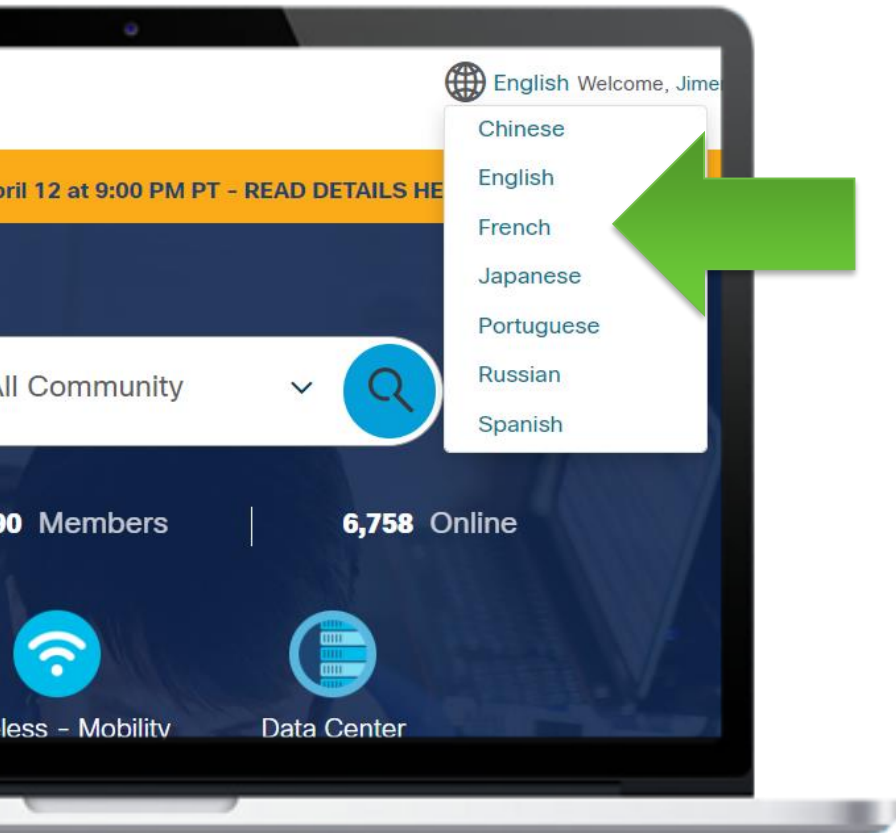 English Welcome, Jime
Chinese
English
French
Japanese
Portuguese
Russian
Spanish
pril 12 at 9:00 PM PT - READ DETAILS HE
All Community
90 Members
6,758 Online
less - Mobility
Data Center